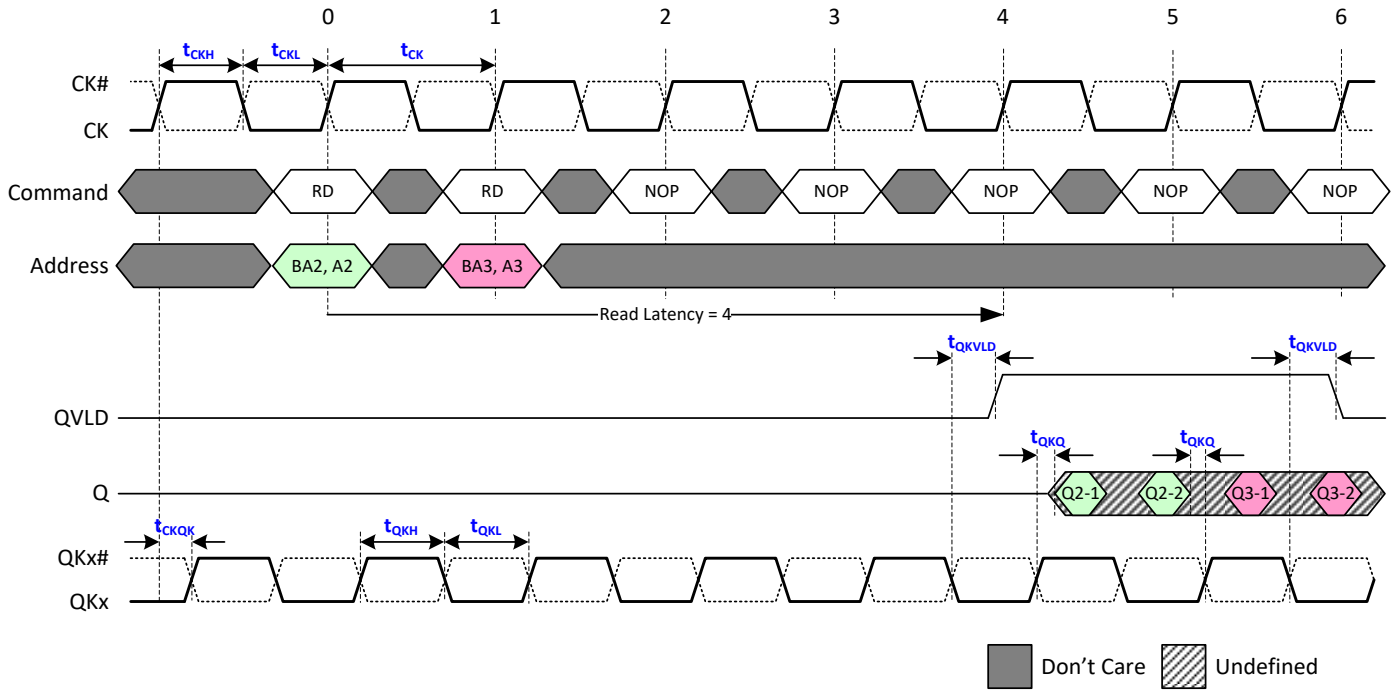 0 1 2 3 4 5 6
tCKH tCKL tCK
CK#
CK
Command RD RD NOP NOP NOP NOP NOP
Address BA2, A2 BA3, A3
Read Latency = 4
tQKVLD tQKVLD
QVLD
tQKQ tQKQ
Q Q2-1 Q2-2 Q3-1 Q3-2
tCKQK tQKH tQKL
QKx#
QKx
Don't Care Undefined